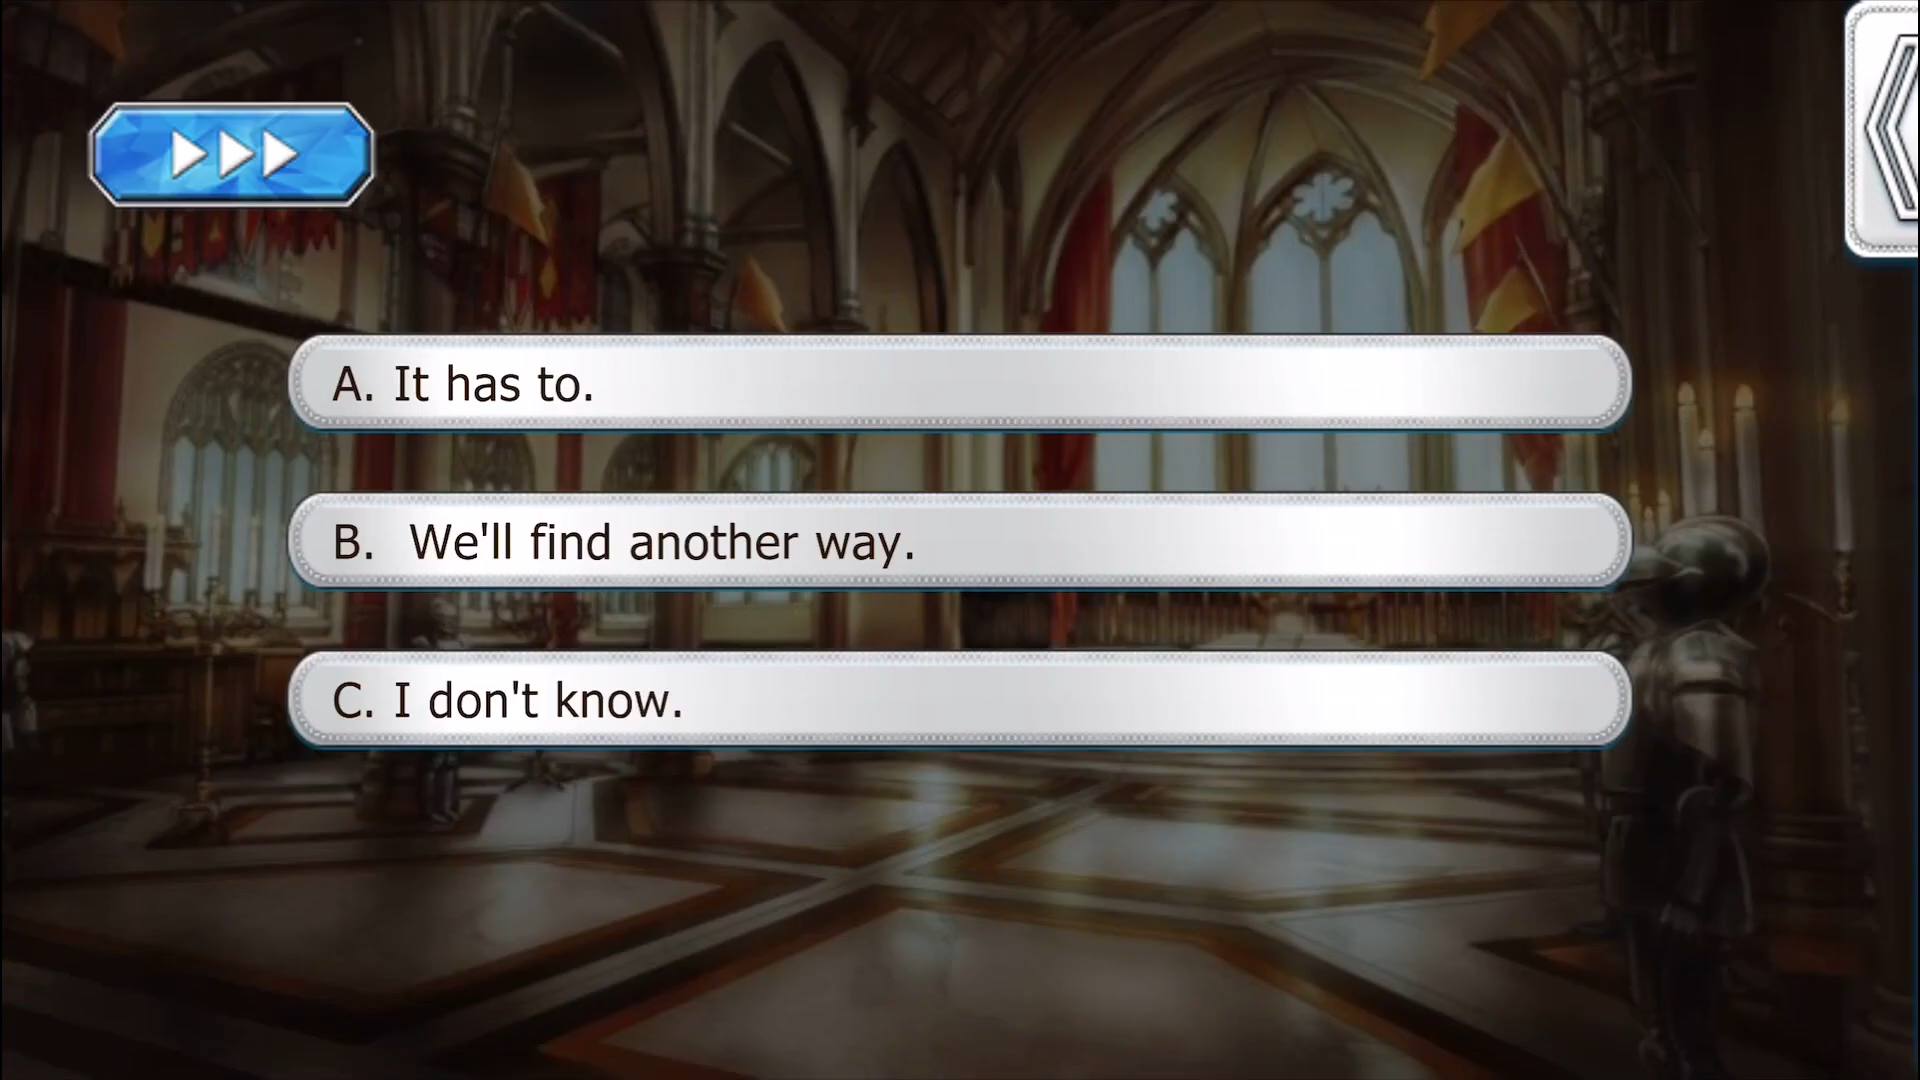 A. It has to.
B. We'll find another way.
C. I don't know.